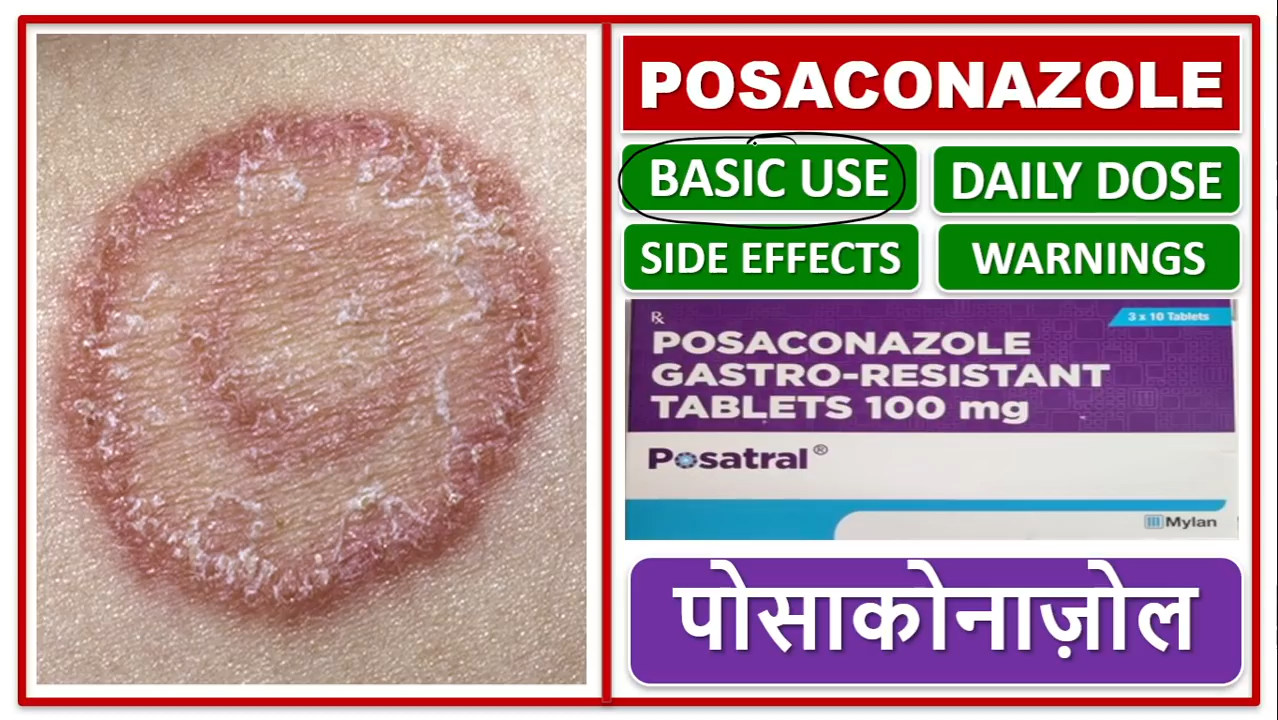 POSACONAZOLE
BASIC USE
DAILY DOSE
SIDE EFFECTS
WARNINGS
Rx
3 x 10 Tablets
POSACONAZOLE
GASTRO-RESISTANT
TABLETS 100 mg
Posatral®
Mylan
पोसाकोनाज़ोल